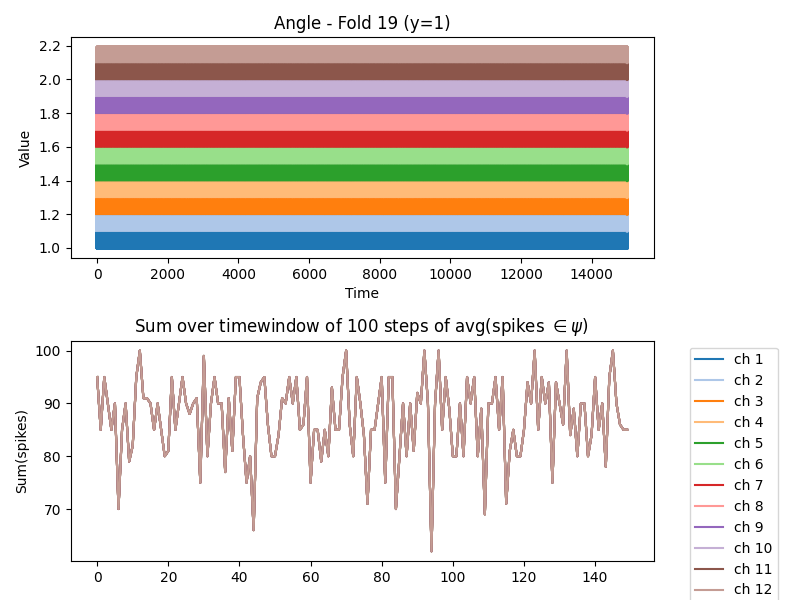 Angle - Fold 19 (y=1)
Value
2.2
2.0
1.8
1.6
1.4
1.2
1.0
0 2000 4000 6000 8000 10000 12000 14000
Time
Sum over timewindow of 100 steps of avg(spikes ∈ ψ)
Sum(spikes)
100
90
80
70
0 20 40 60 80 100 120 140
ch 1
ch 2
ch 3
ch 4
ch 5
ch 6
ch 7
ch 8
ch 9
ch 10
ch 11
ch 12